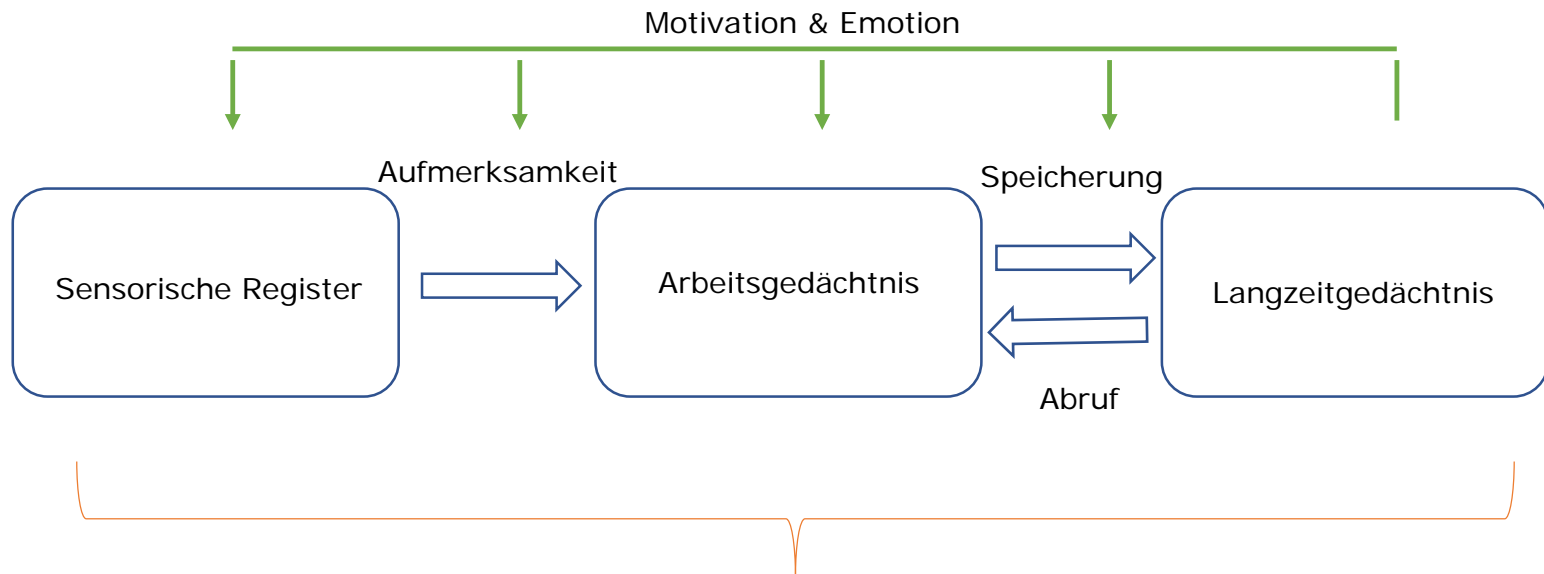 Motivation & Emotion
Aufmerksamkeit
Speicherung
Sensorische Register
Arbeitsgedächtnis
Langzeitgedächtnis
Abruf